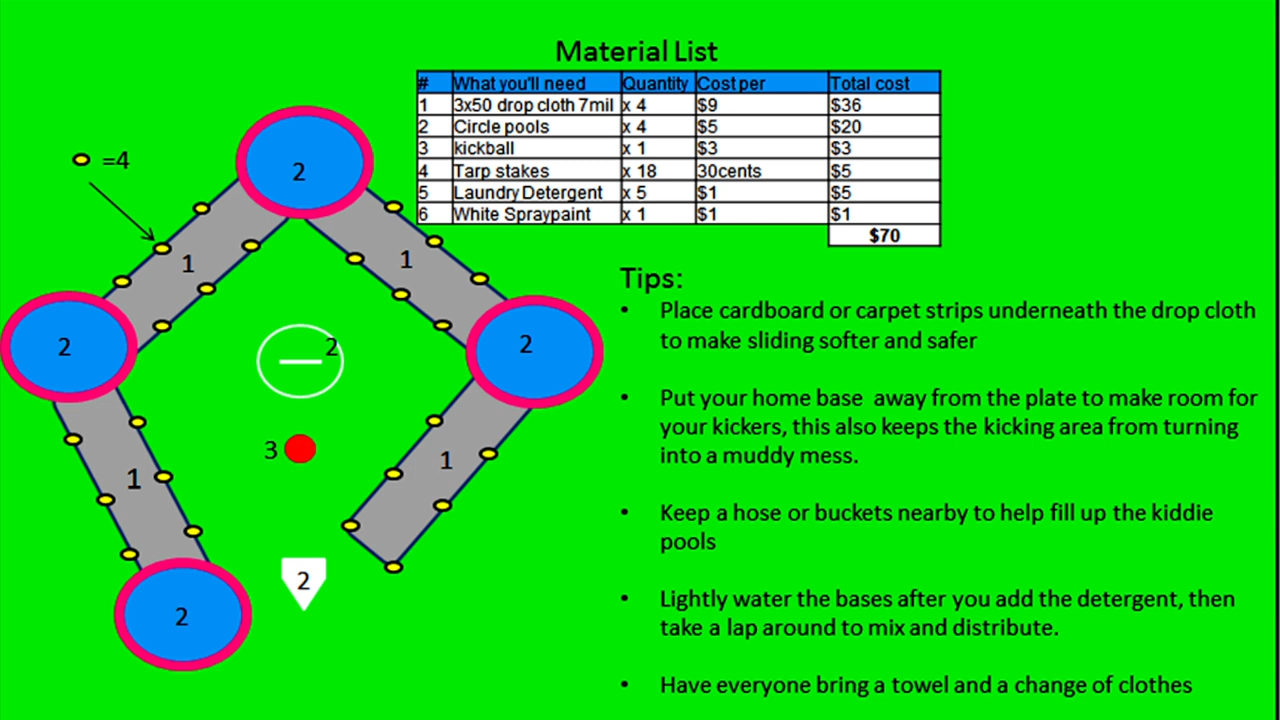 Material List
# What you'll need Quantity Cost per Total cost
1 3x50 drop cloth 7mil x 4 $9 $36
2 Circle pools x 4 $5 $20
3 kickball x 1 $3 $3
4 Tarp stakes x 18 30cents $5
5 Laundry Detergent x 5 $1 $5
6 White Spraypaint x 1 $1 $1
$70
=4
2
1
1
2
2
2
3
1
1
2
2
Tips:
• Place cardboard or carpet strips underneath the drop cloth
to make sliding softer and safer
• Put your home base away from the plate to make room for
your kickers, this also keeps the kicking area from turning
into a muddy mess.
• Keep a hose or buckets nearby to help fill up the kiddie
pools
• Lightly water the bases after you add the detergent, then
take a lap around to mix and distribute.
• Have everyone bring a towel and a change of clothes